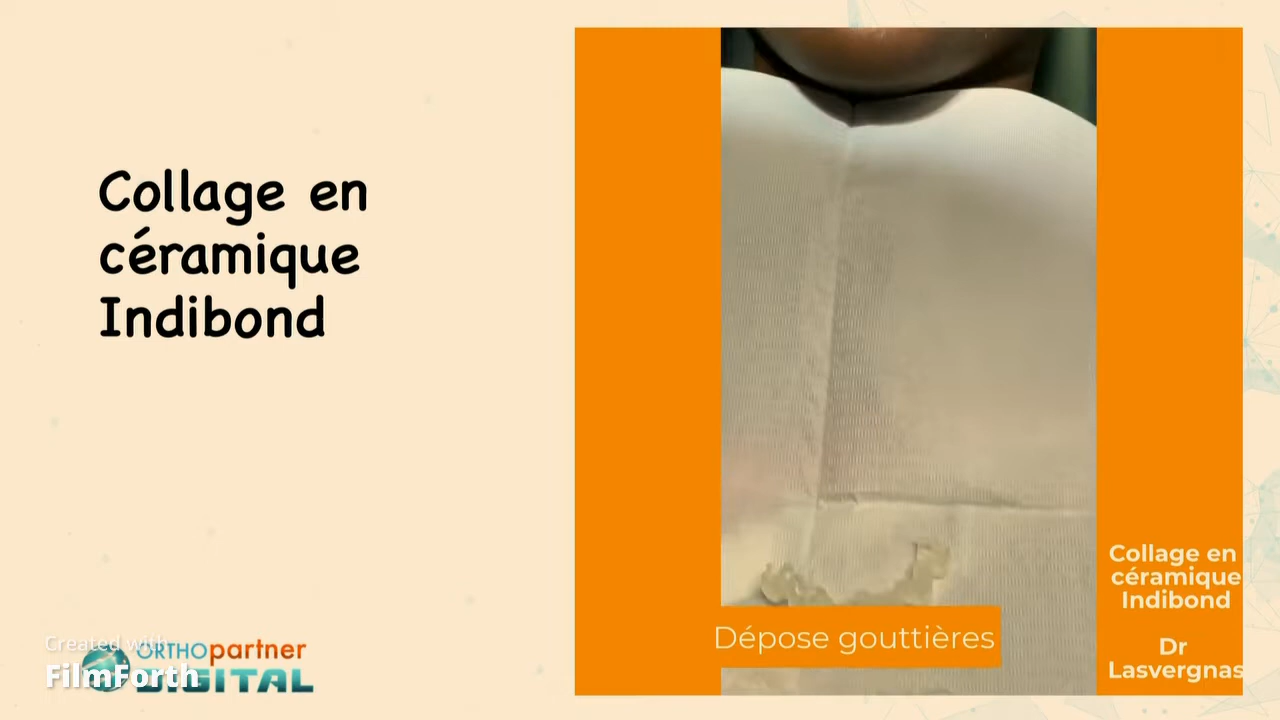 Collage en
céramique
Indibond
Dépose gouttières
Collage en
céramique
Indibond
Dr
Lasvergnas
Created with
FilmForth
ORTHOpartner
DIGITAL